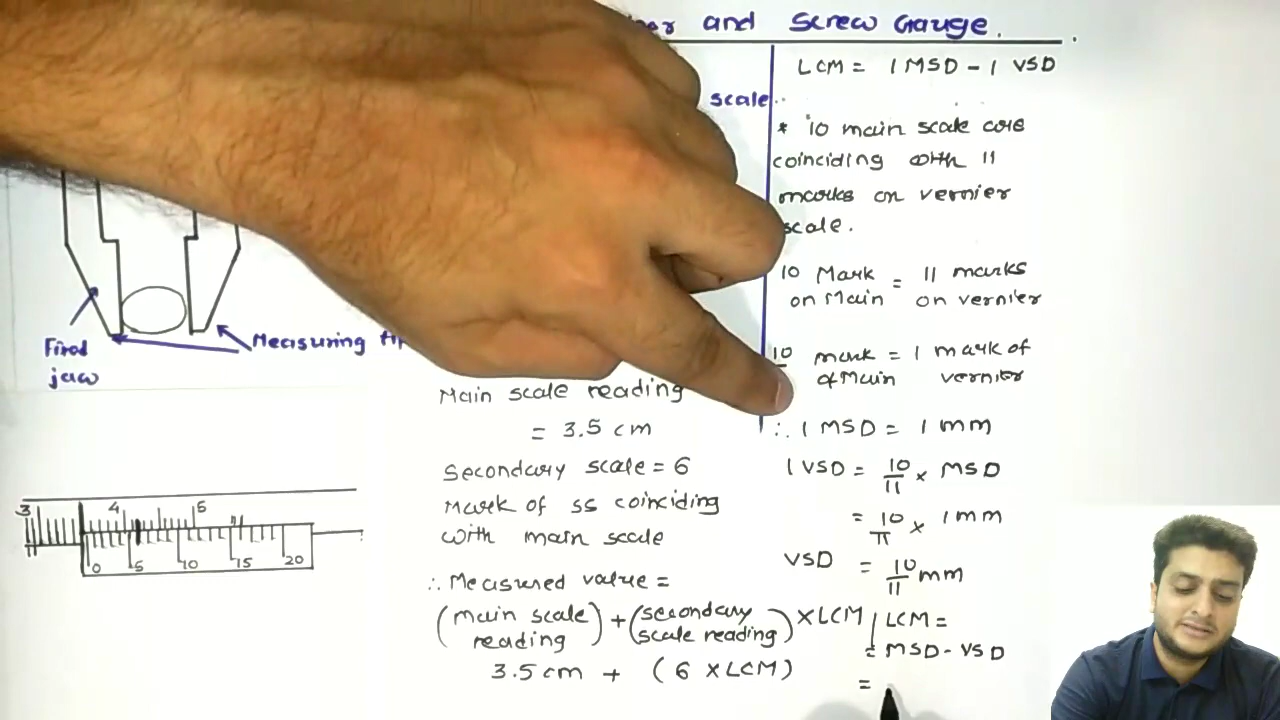 and Screw Gauge.
scale
Fixed
jaw
Measuring
3 4 5
0 5 10 15 20
Main scale reading
= 3.5 cm
Secondary scale = 6
Mark of ss coinciding
with main scale
∴ Measured value =
(main scale reading) + (secondary scale reading) × LCM
3.5 cm + (6 × LCM)
LCM = 1 MSD - 1 VSD
* 10 main scale are
coinciding with 11
marks on vernier
scale.
10 Mark on Main = 11 marks on vernier
10 mark of Main = 1 mark of vernier
∴ 1 MSD = 1 mm
1 VSD = 10/11 × MSD
= 10/11 × 1 mm
VSD = 10/11 mm
LCM =
= MSD - VSD
=